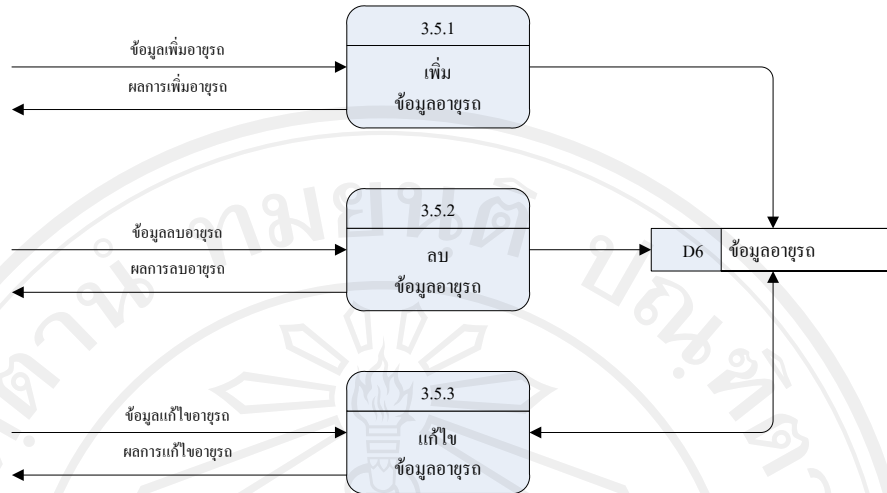 3.5.1
ข้อมูลเพิ่มอายุรถ
เพิ่ม
ผลการเพิ่มอายุรถ
ข้อมูลอายุรถ
3.5.2
ข้อมูลลบอายุรถ
ลบ
ผลการลบอายุรถ
ข้อมูลอายุรถ
D6 ข้อมูลอายุรถ
3.5.3
ข้อมูลแก้ไขอายุรถ
แก้ไข
ผลการแก้ไขอายุรถ
ข้อมูลอายุรถ